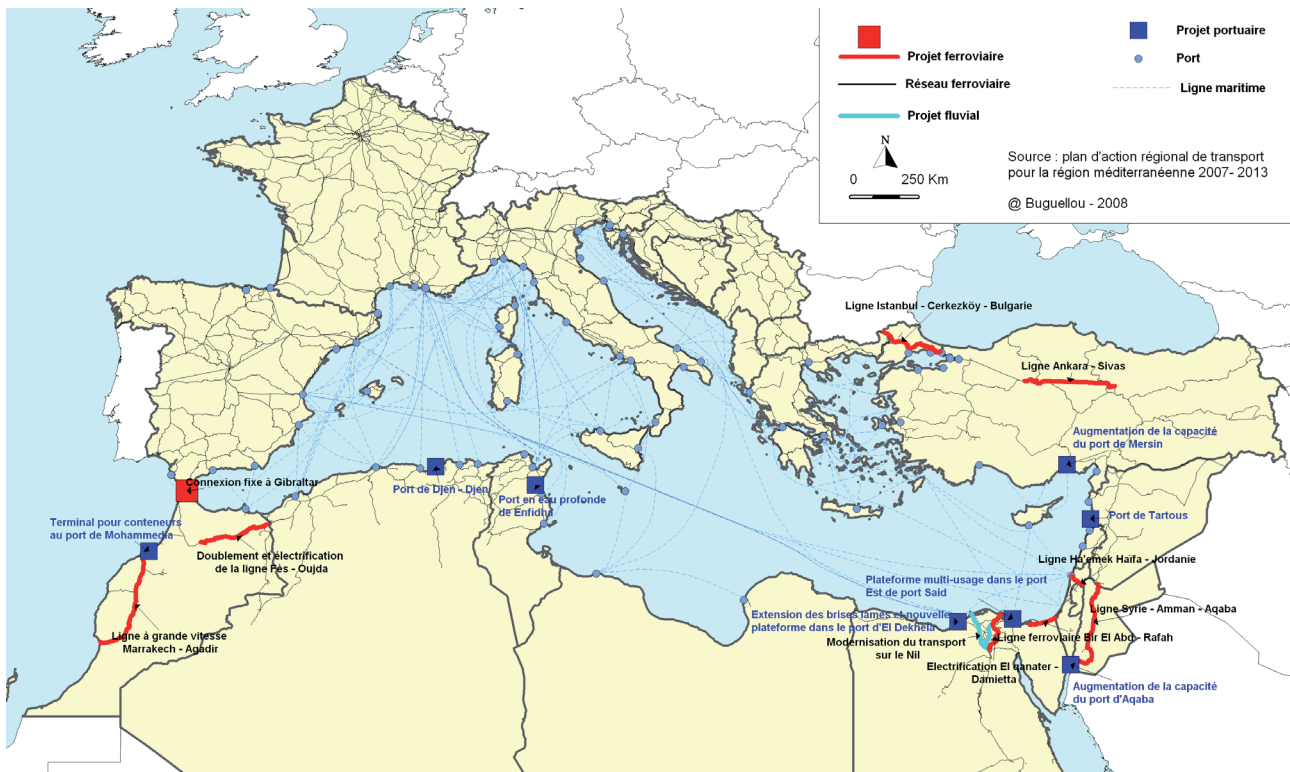 Projet portuaire
Projet ferroviaire
Port
Réseau ferroviaire
Ligne maritime
Projet fluvial
N
0 250 Km
Source : plan d'action régional de transport
pour la région méditerranéenne 2007- 2013
@ Buguellou - 2008
Ligne Istanbul - Cerkezköy - Bulgarie
Ligne Ankara - Sivas
Augmentation de la capacité
du port de Mersin
Connexion fixe à Gibraltar
Port de Djen - Djen
Port en eau profonde
de Enfidha
Port de Tartous
Terminal pour conteneurs
au port de Mohammedia
Doublement et électrification
de la ligne Fès - Oujda
Ligne Ha'emek Haïfa - Jordanie
Plateforme multi-usage dans le port
Est de port Said
Ligne Syrie - Amman - Aqaba
Extension des brises lames et nouvelle
plateforme dans le port d'El Dekhela
Ligne à grande vitesse
Marrakech - Agadir
Modernisation du transport
sur le Nil
Ligne ferroviaire Bir El Abd - Rafah
Electrification El qanater -
Damietta
Augmentation de la capacité
du port d'Aqaba